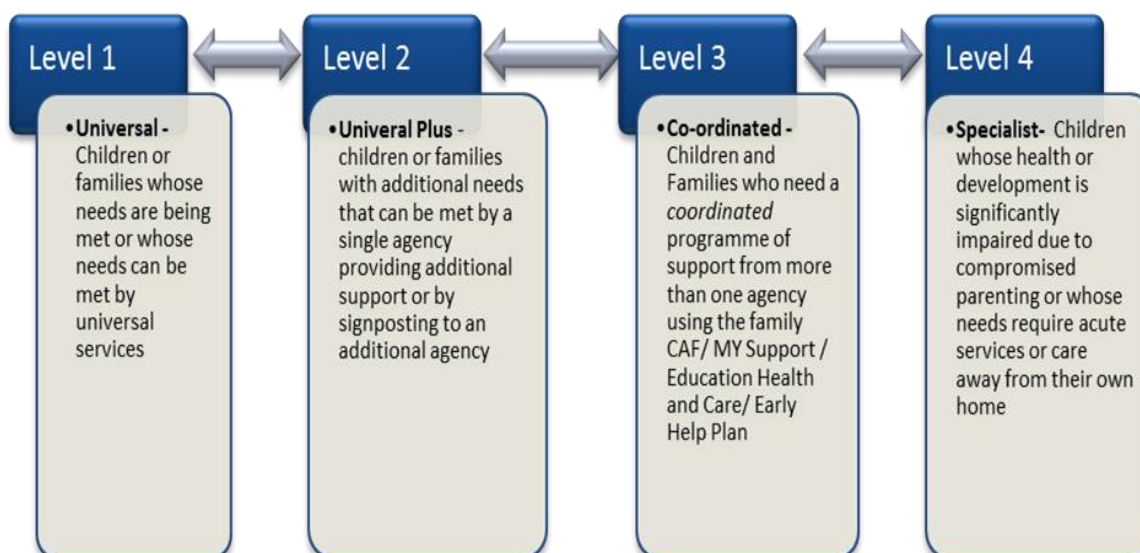 Level 1
•Universal -
Children or
families whose
needs are being
met or whose
needs can be
met by
universal
services
Level 2
•Univeral Plus -
children or families
with additional needs
that can be met by a
single agency
providing additional
support or by
signposting to an
additional agency
Level 3
•Co-ordinated -
Children and
Families who need a
coordinated
programme of
support from more
than one agency
using the family
CAF/ MY Support /
Education Health
and Care/ Early
Help Plan
Level 4
•Specialist- Children
whose health or
development is
significantly
impaired due to
compromised
parenting or whose
needs require acute
services or care
away from their own
home